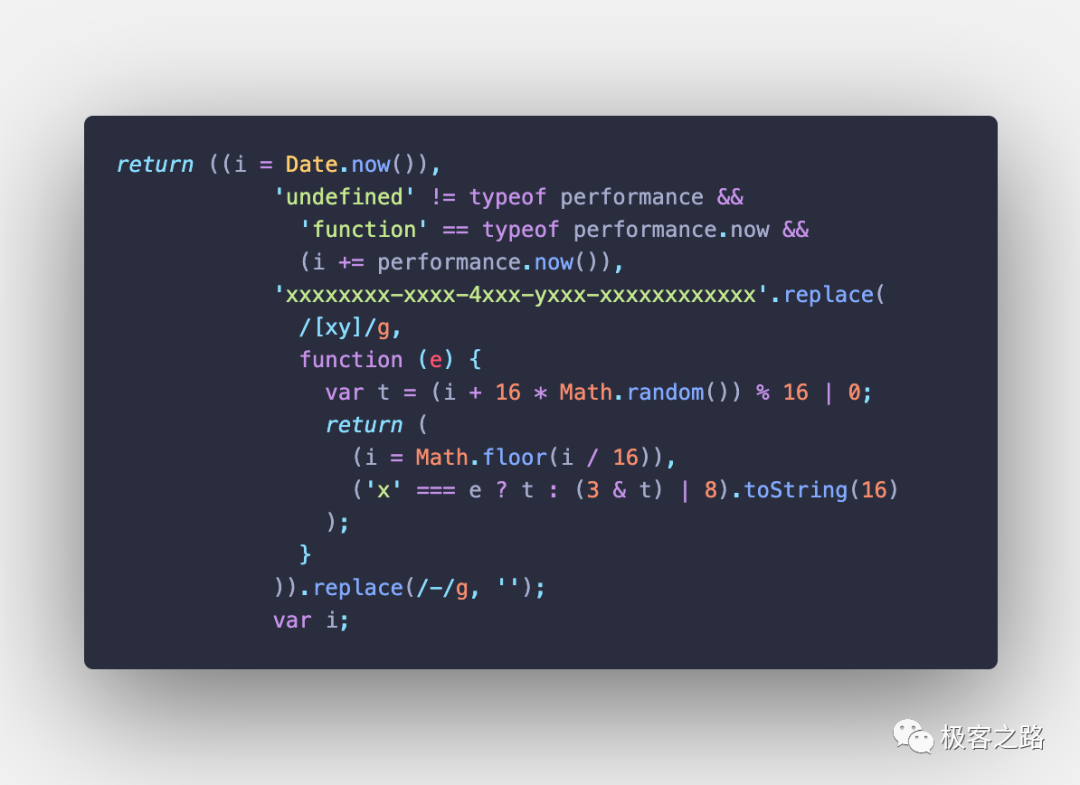 return ((i = Date.now()),
'undefined' != typeof performance &&
'function' == typeof performance.now &&
(i += performance.now()),
'xxxxxxxx-xxxx-4xxx-yxxx-xxxxxxxxxxxx'.replace(
/[xy]/g,
function (e) {
var t = (i + 16 * Math.random()) % 16 | 0;
return (
(i = Math.floor(i / 16)),
('x' === e ? t : (3 & t) | 8).toString(16)
);
}
)).replace(/-/g, '');
var i;
极客之路